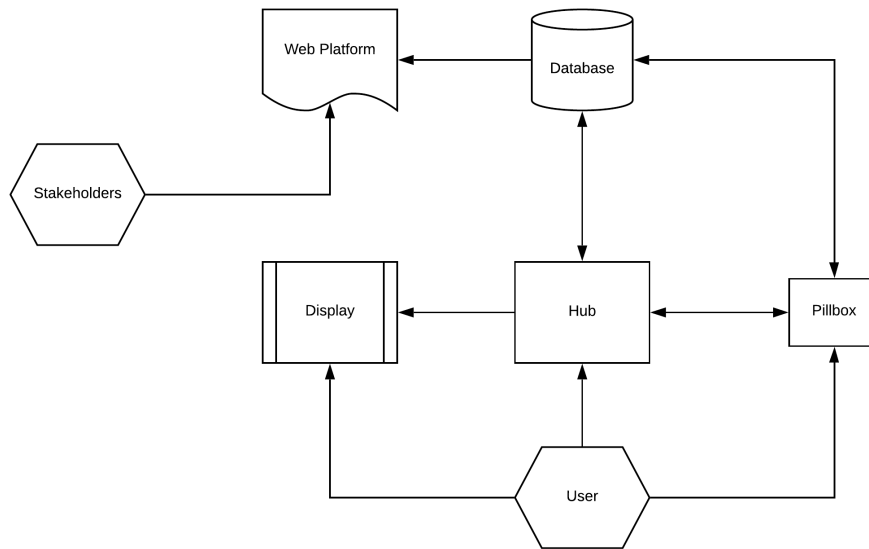 Web Platform
Database
Stakeholders
Display
Hub
Pillbox
User